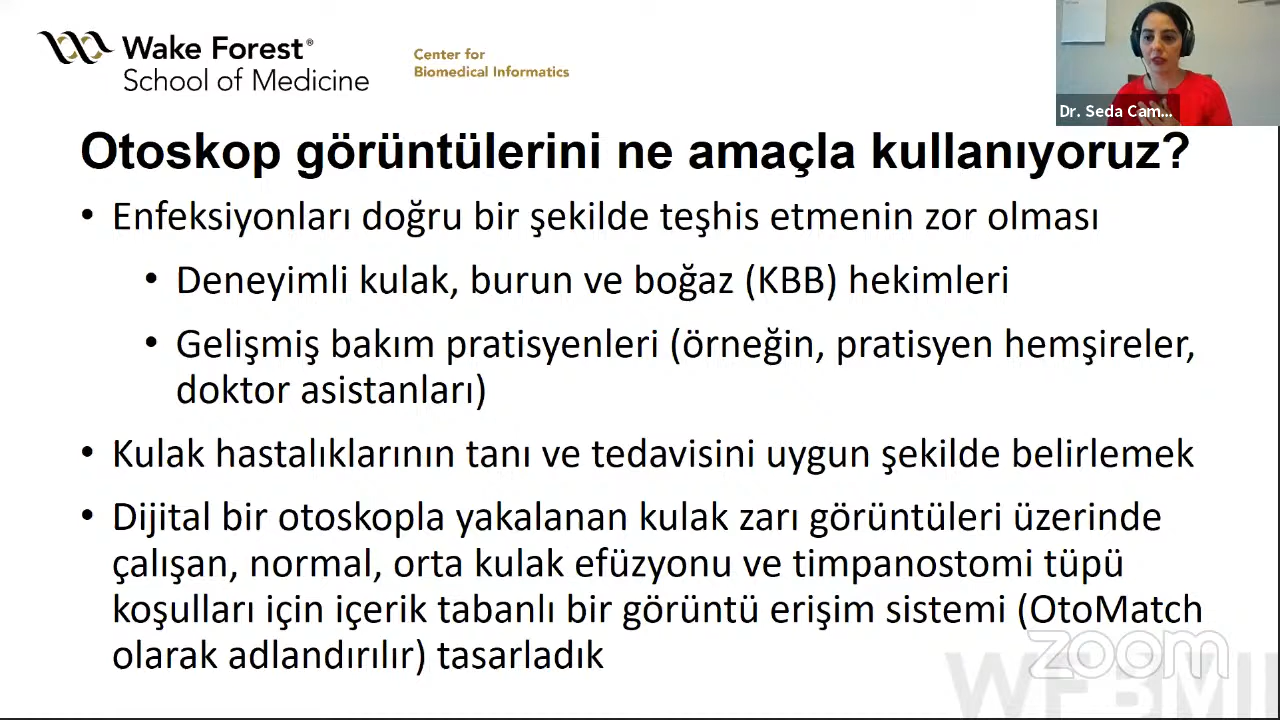 Wake Forest®
School of Medicine
Center for
Biomedical Informatics
Dr. Seda Cam...
Otoskop görüntülerini ne amaçla kullanıyoruz?
• Enfeksiyonları doğru bir şekilde teşhis etmenin zor olması
• Deneyimli kulak, burun ve boğaz (KBB) hekimleri
• Gelişmiş bakım pratisyenleri (örneğin, pratisyen hemşireler,
doktor asistanları)
• Kulak hastalıklarının tanı ve tedavisini uygun şekilde belirlemek
• Dijital bir otoskopla yakalanan kulak zarı görüntüleri üzerinde
çalışan, normal, orta kulak efüzyonu ve timpanostomi tüpü
koşulları için içerik tabanlı bir görüntü erişim sistemi (OtoMatch
olarak adlandırılır) tasarladık
zoom